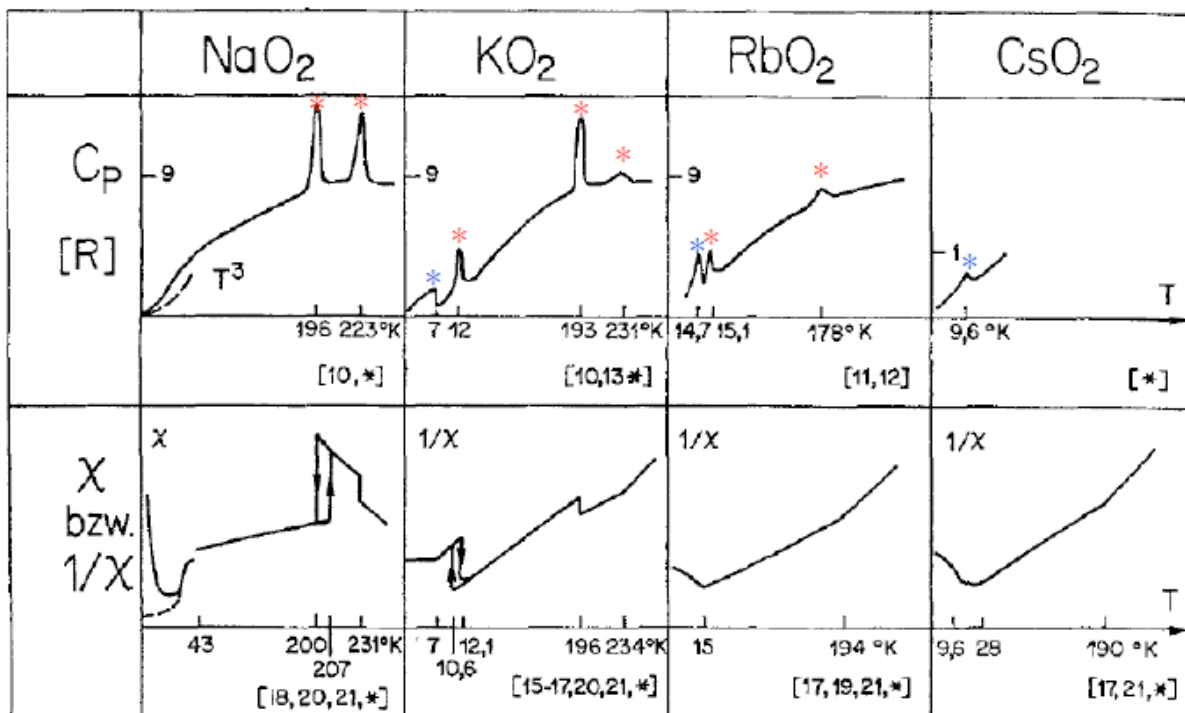 NaO2 KO2 RbO2 CsO2
Cp [R]
9
T³
196 223°K
[10,*]
9
7 12 193 231°K
[10,13*]
9
14,7 15,1 178°K
[11,12]
1
9,6 °K
T
[*]
χ bzw. 1/χ
χ
43 200 231°K
207
[18,20,21,*]
1/χ
7 12,1 196 234°K
10,6
[15-17,20,21,*]
1/χ
15 194 °K
[17,19,21,*]
1/χ
9,6 28 190 °K
T
[17,21,*]